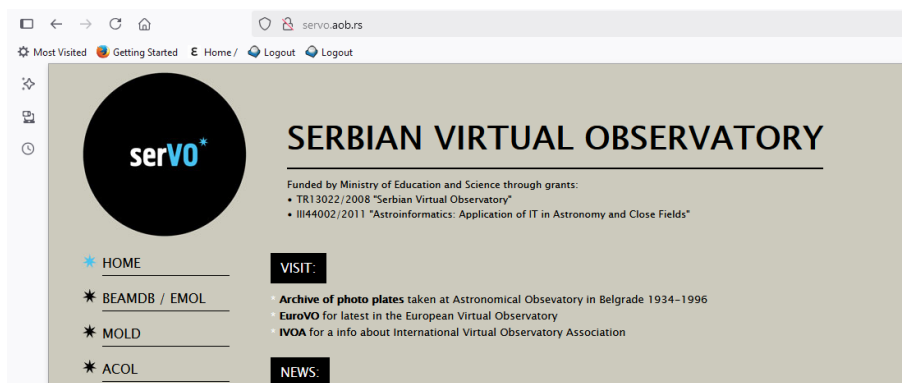 servo.aob.rs
Most Visited Getting Started Home / Logout Logout
serVO*
SERBIAN VIRTUAL OBSERVATORY
Funded by Ministry of Education and Science through grants:
• TR13022/2008 "Serbian Virtual Observatory"
• III44002/2011 "Astroinformatics: Application of IT in Astronomy and Close Fields"
HOME
BEAMDB / EMOL
MOLD
ACOL
VISIT:
* Archive of photo plates taken at Astronomical Obsevatory in Belgrade 1934-1996
* EuroVO for latest in the European Virtual Observatory
* IVOA for a info about International Virtual Observatory Association
NEWS: